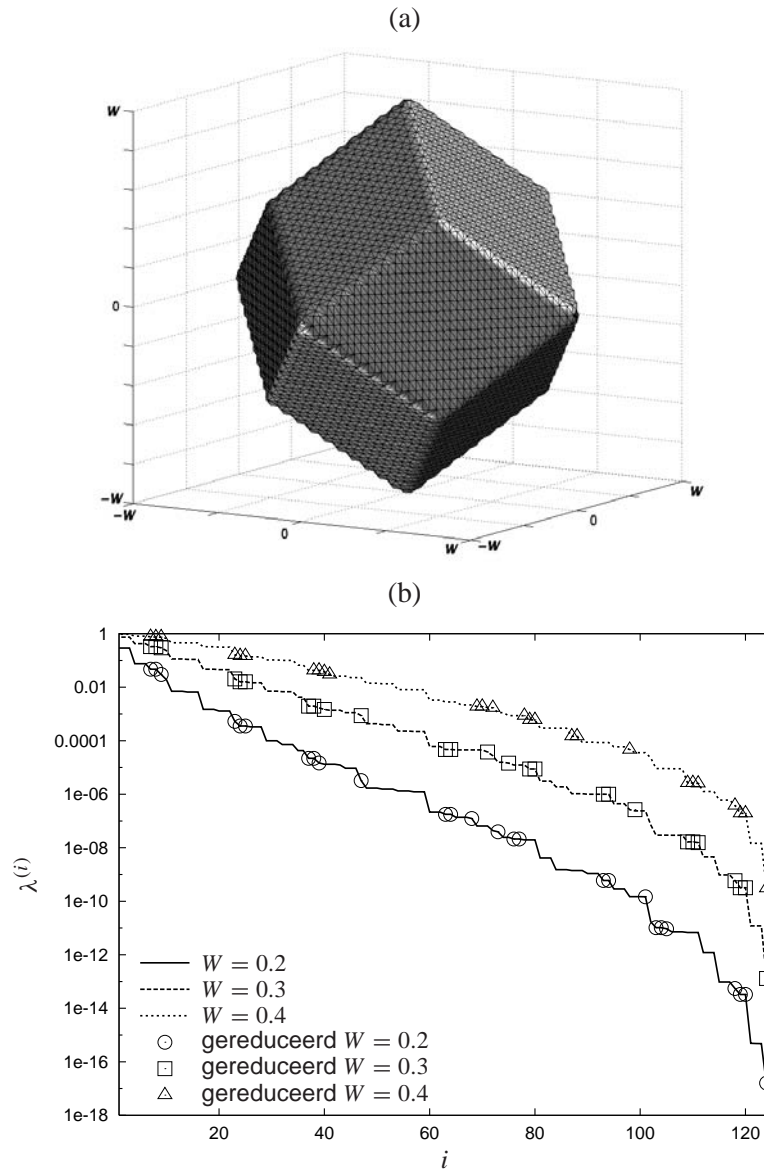 (a)
W
0
−W
−W
0
W
−W
0
W
(b)
1
0.01
0.0001
1e-06
1e-08
1e-10
1e-12
1e-14
1e-16
1e-18
λ(i)
W = 0.2
W = 0.3
W = 0.4
gereduceerd W = 0.2
gereduceerd W = 0.3
gereduceerd W = 0.4
20 40 60 80 100 120
i